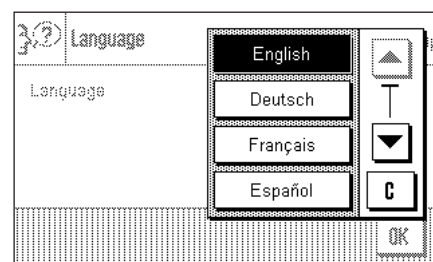 Language
Language
English
Deutsch
Français
Español
C
OK